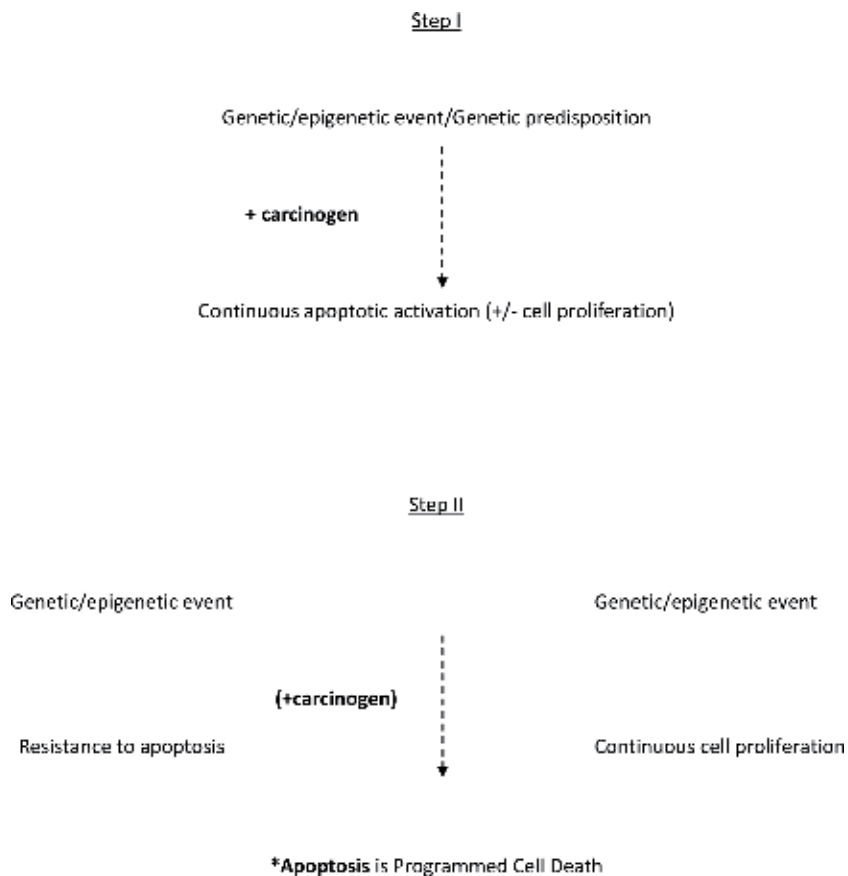 Step I
Genetic/epigenetic event/Genetic predisposition
+ carcinogen
Continuous apoptotic activation (+/- cell proliferation)
Step II
Genetic/epigenetic event
Genetic/epigenetic event
(+carcinogen)
Resistance to apoptosis
Continuous cell proliferation
*Apoptosis is Programmed Cell Death